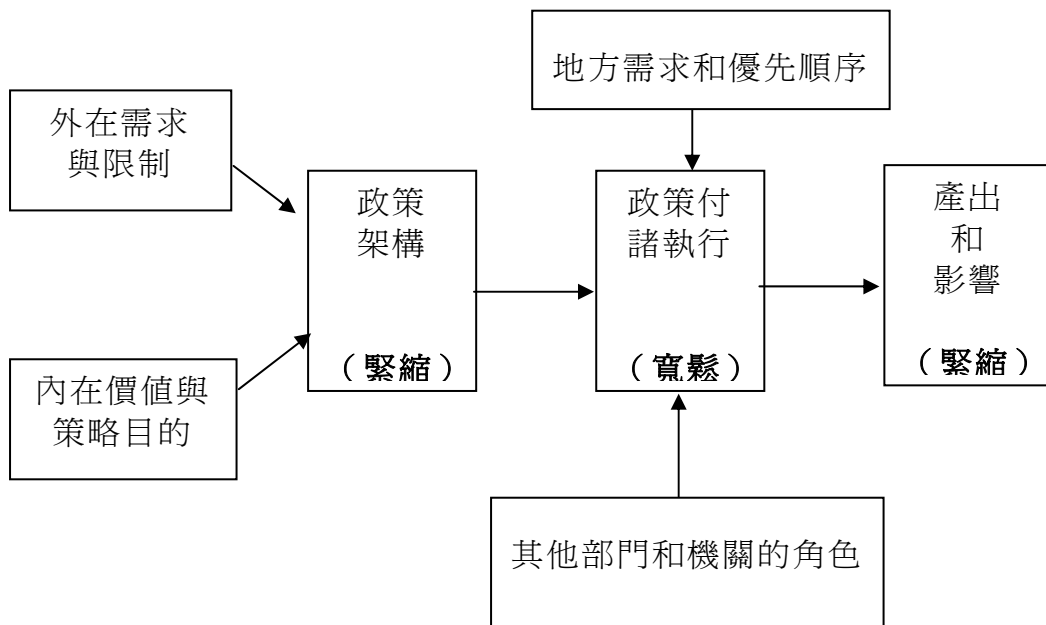 地方需求和優先順序
外在需求
與限制
政策
架構
(緊縮)
政策付
諸執行
(寬鬆)
產出
和
影響
(緊縮)
內在價值與
策略目的
其他部門和機關的角色